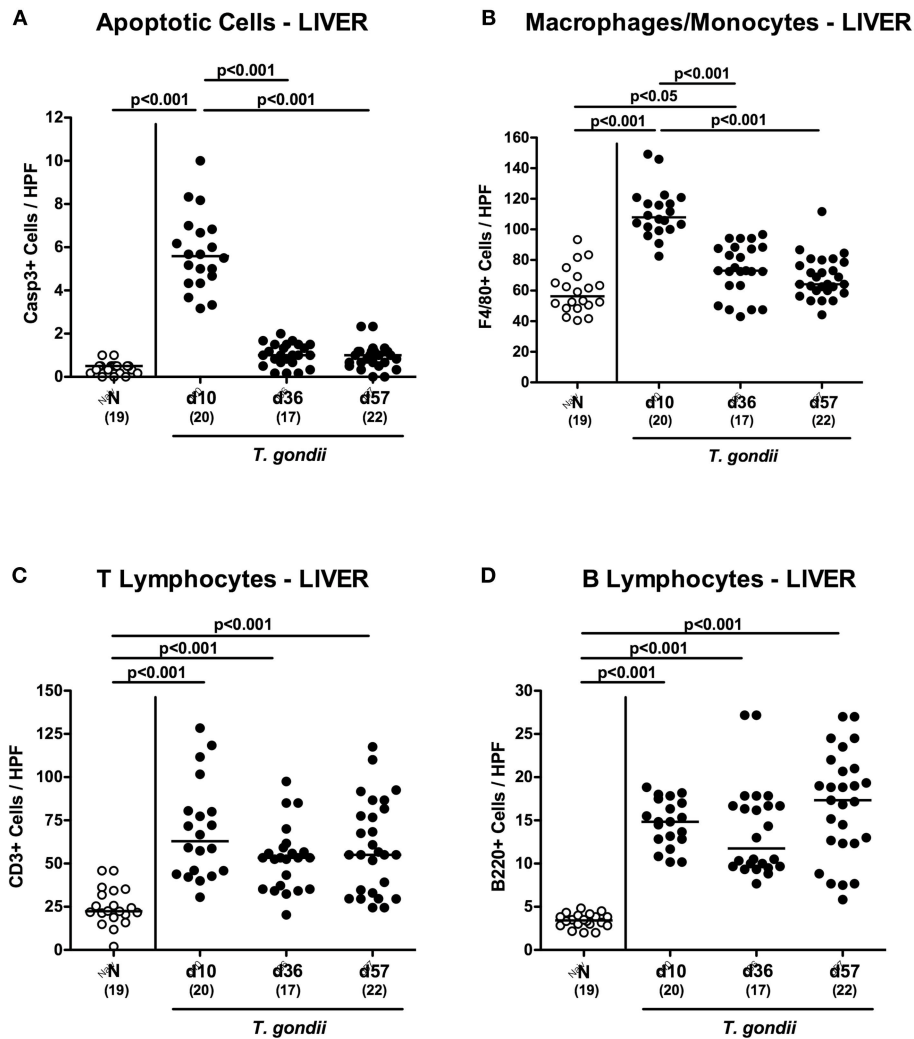 A
Apoptotic Cells - LIVER
p<0.001
p<0.001
p<0.001
Casp3+ Cells / HPF
12
10
8
6
4
2
0
N
d10
d36
d57
(19)
(20)
(17)
(22)
T. gondii
B
Macrophages/Monocytes - LIVER
p<0.001
p<0.05
p<0.001
p<0.001
F4/80+ Cells / HPF
160
140
120
100
80
60
40
20
0
N
d10
d36
d57
(19)
(20)
(17)
(22)
T. gondii
C
T Lymphocytes - LIVER
p<0.001
p<0.001
p<0.001
CD3+ Cells / HPF
150
125
100
75
50
25
0
N
d10
d36
d57
(19)
(20)
(17)
(22)
T. gondii
D
B Lymphocytes - LIVER
p<0.001
p<0.001
p<0.001
B220+ Cells / HPF
30
25
20
15
10
5
0
N
d10
d36
d57
(19)
(20)
(17)
(22)
T. gondii